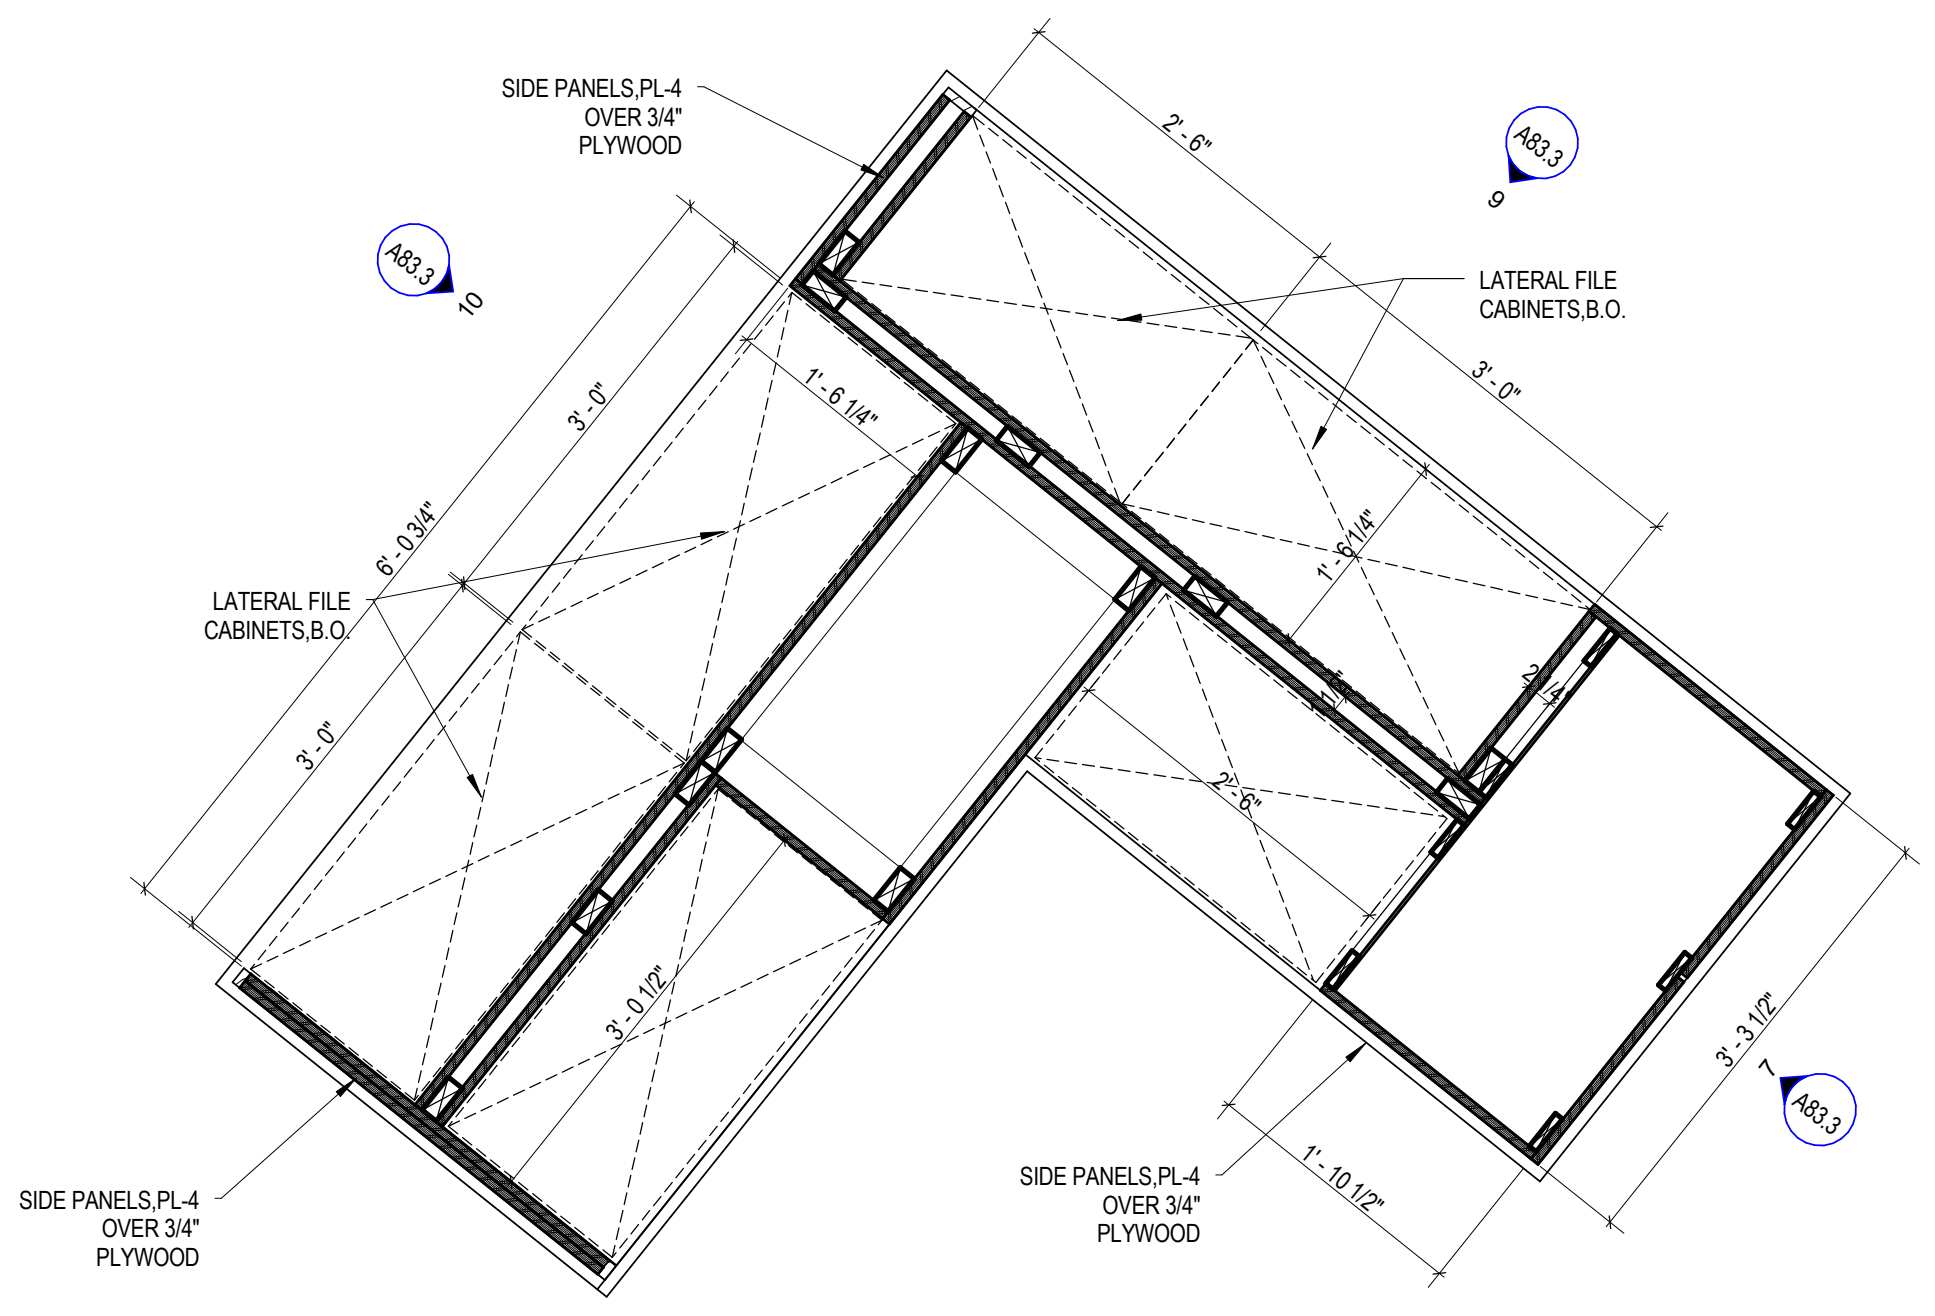 SIDE PANELS,PL-4
OVER 3/4"
PLYWOOD
2' - 6"
A83.3
9
A83.3
10
LATERAL FILE
CABINETS,B.O.
3' - 0"
1' - 6 1/4"
3' - 0"
6' - 0 3/4"
1' - 6 1/4"
LATERAL FILE
CABINETS,B.O.
3' - 0"
2' - 6"
3' - 0 1/2"
3' - 3 1/2"
7
A83.3
SIDE PANELS,PL-4
OVER 3/4"
PLYWOOD
1' - 10 1/2"
SIDE PANELS,PL-4
OVER 3/4"
PLYWOOD